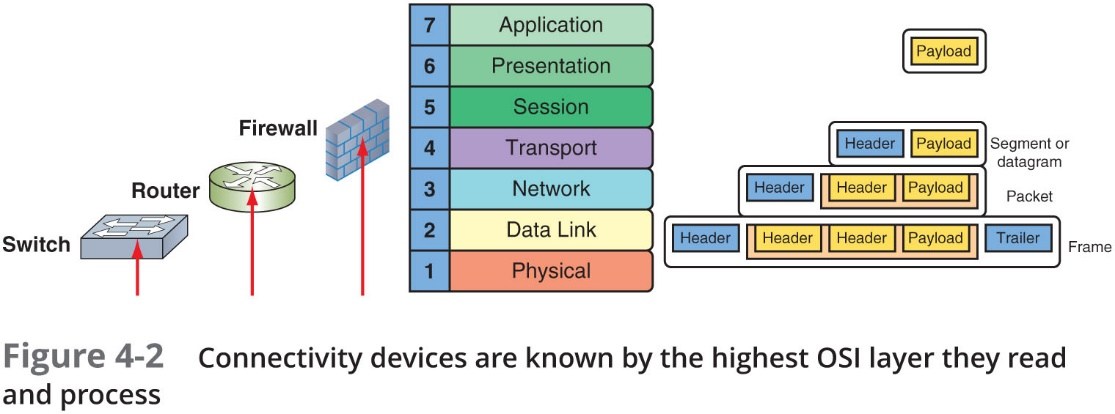 7 Application
6 Presentation
5 Session
4 Transport
3 Network
2 Data Link
1 Physical
Firewall
Router
Switch
Payload
Header Payload Segment or
datagram
Header Header Payload Packet
Header Header Header Payload Trailer Frame
Figure 4-2 Connectivity devices are known by the highest OSI layer they read
and process